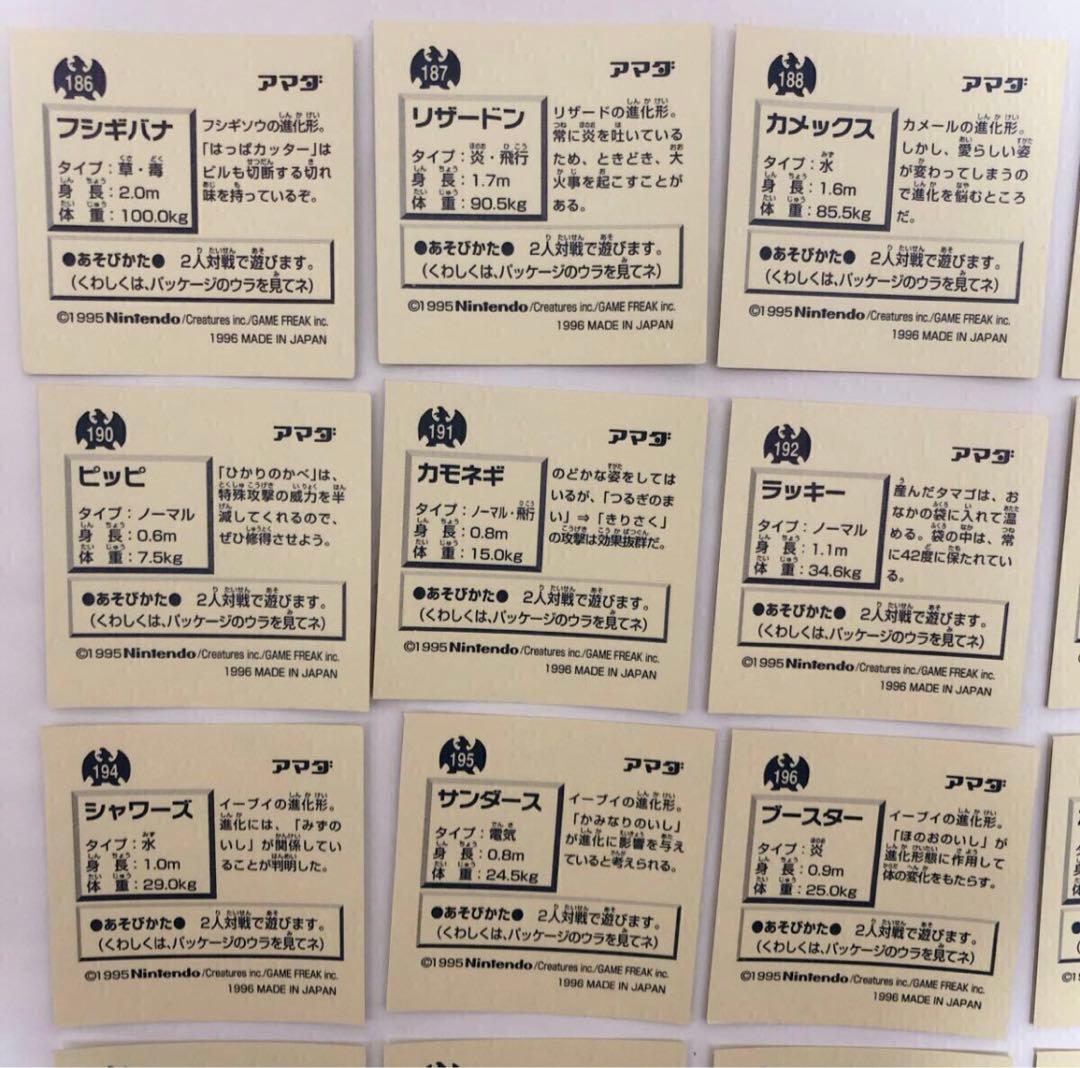 186
アマダ
フシギバナ
タイプ：草・毒
身長：2.0m
体重：100.0kg
フシギソウの進化形。
「はっぱカッター」は
ビルも切断する切れ
味を持っているぞ。
●あそびかた● 2人対戦で遊びます。
（くわしくは、パッケージのウラを見てネ）
©1995 Nintendo/Creatures inc./GAME FREAK inc.
1996 MADE IN JAPAN
187
アマダ
リザードン
タイプ：炎・飛行
身長：1.7m
体重：90.5kg
リザードの進化形。
常に炎を吐いている
ため、ときどき、大
火事を起こすことが
ある。
●あそびかた● 2人対戦で遊びます。
（くわしくは、パッケージのウラを見てネ）
©1995 Nintendo/Creatures inc./GAME FREAK inc.
1996 MADE IN JAPAN
188
アマダ
カメックス
タイプ：水
身長：1.6m
体重：85.5kg
カメールの進化形。
しかし、愛らしい姿
が変わってしまうの
で進化を悩むところ
だ。
●あそびかた● 2人対戦で遊びます。
（くわしくは、パッケージのウラを見てネ）
©1995 Nintendo/Creatures inc./GAME FREAK inc.
1996 MADE IN JAPAN
190
アマダ
ピッピ
タイプ：ノーマル
身長：0.6m
体重：7.5kg
「ひかりのかべ」は、
特殊攻撃の威力を半
減してくれるので、
ぜひ修得させよう。
●あそびかた● 2人対戦で遊びます。
（くわしくは、パッケージのウラを見てネ）
©1995 Nintendo/Creatures inc./GAME FREAK inc.
1996 MADE IN JAPAN
191
アマダ
カモネギ
タイプ：ノーマル・飛行
身長：0.8m
体重：15.0kg
のどかな姿をしては
いるが、「つるぎのま
い」⇒「きりさく」
の攻撃は効果抜群だ。
●あそびかた● 2人対戦で遊びます。
（くわしくは、パッケージのウラを見てネ）
©1995 Nintendo/Creatures inc./GAME FREAK inc.
1996 MADE IN JAPAN
192
アマダ
ラッキー
タイプ：ノーマル
身長：1.1m
体重：34.6kg
産んだタマゴは、お
なかの袋に入れて温
める。袋の中は、常
に42度に保たれてい
る。
●あそびかた● 2人対戦で遊びます。
（くわしくは、パッケージのウラを見てネ）
©1995 Nintendo/Creatures inc./GAME FREAK inc.
1996 MADE IN JAPAN
194
アマダ
シャワーズ
タイプ：水
身長：1.0m
体重：29.0kg
イーブイの進化形。
進化には、「みずの
いし」が関係してい
ることが判明した。
●あそびかた● 2人対戦で遊びます。
（くわしくは、パッケージのウラを見てネ）
©1995 Nintendo/Creatures inc./GAME FREAK inc.
1996 MADE IN JAPAN
195
アマダ
サンダース
タイプ：電気
身長：0.8m
体重：24.5kg
イーブイの進化形。
「かみなりのいし」
が進化に影響を与え
ていると考えられる。
●あそびかた● 2人対戦で遊びます。
（くわしくは、パッケージのウラを見てネ）
©1995 Nintendo/Creatures inc./GAME FREAK inc.
1996 MADE IN JAPAN
196
アマダ
ブースター
タイプ：炎
身長：0.9m
体重：25.0kg
イーブイの進化形。
「ほのおのいし」が
進化形態に作用して
体の変化をもたらす。
●あそびかた● 2人対戦で遊びます。
（くわしくは、パッケージのウラを見てネ）
©1995 Nintendo/Creatures inc./GAME FREAK inc.
1996 MADE IN JAPAN